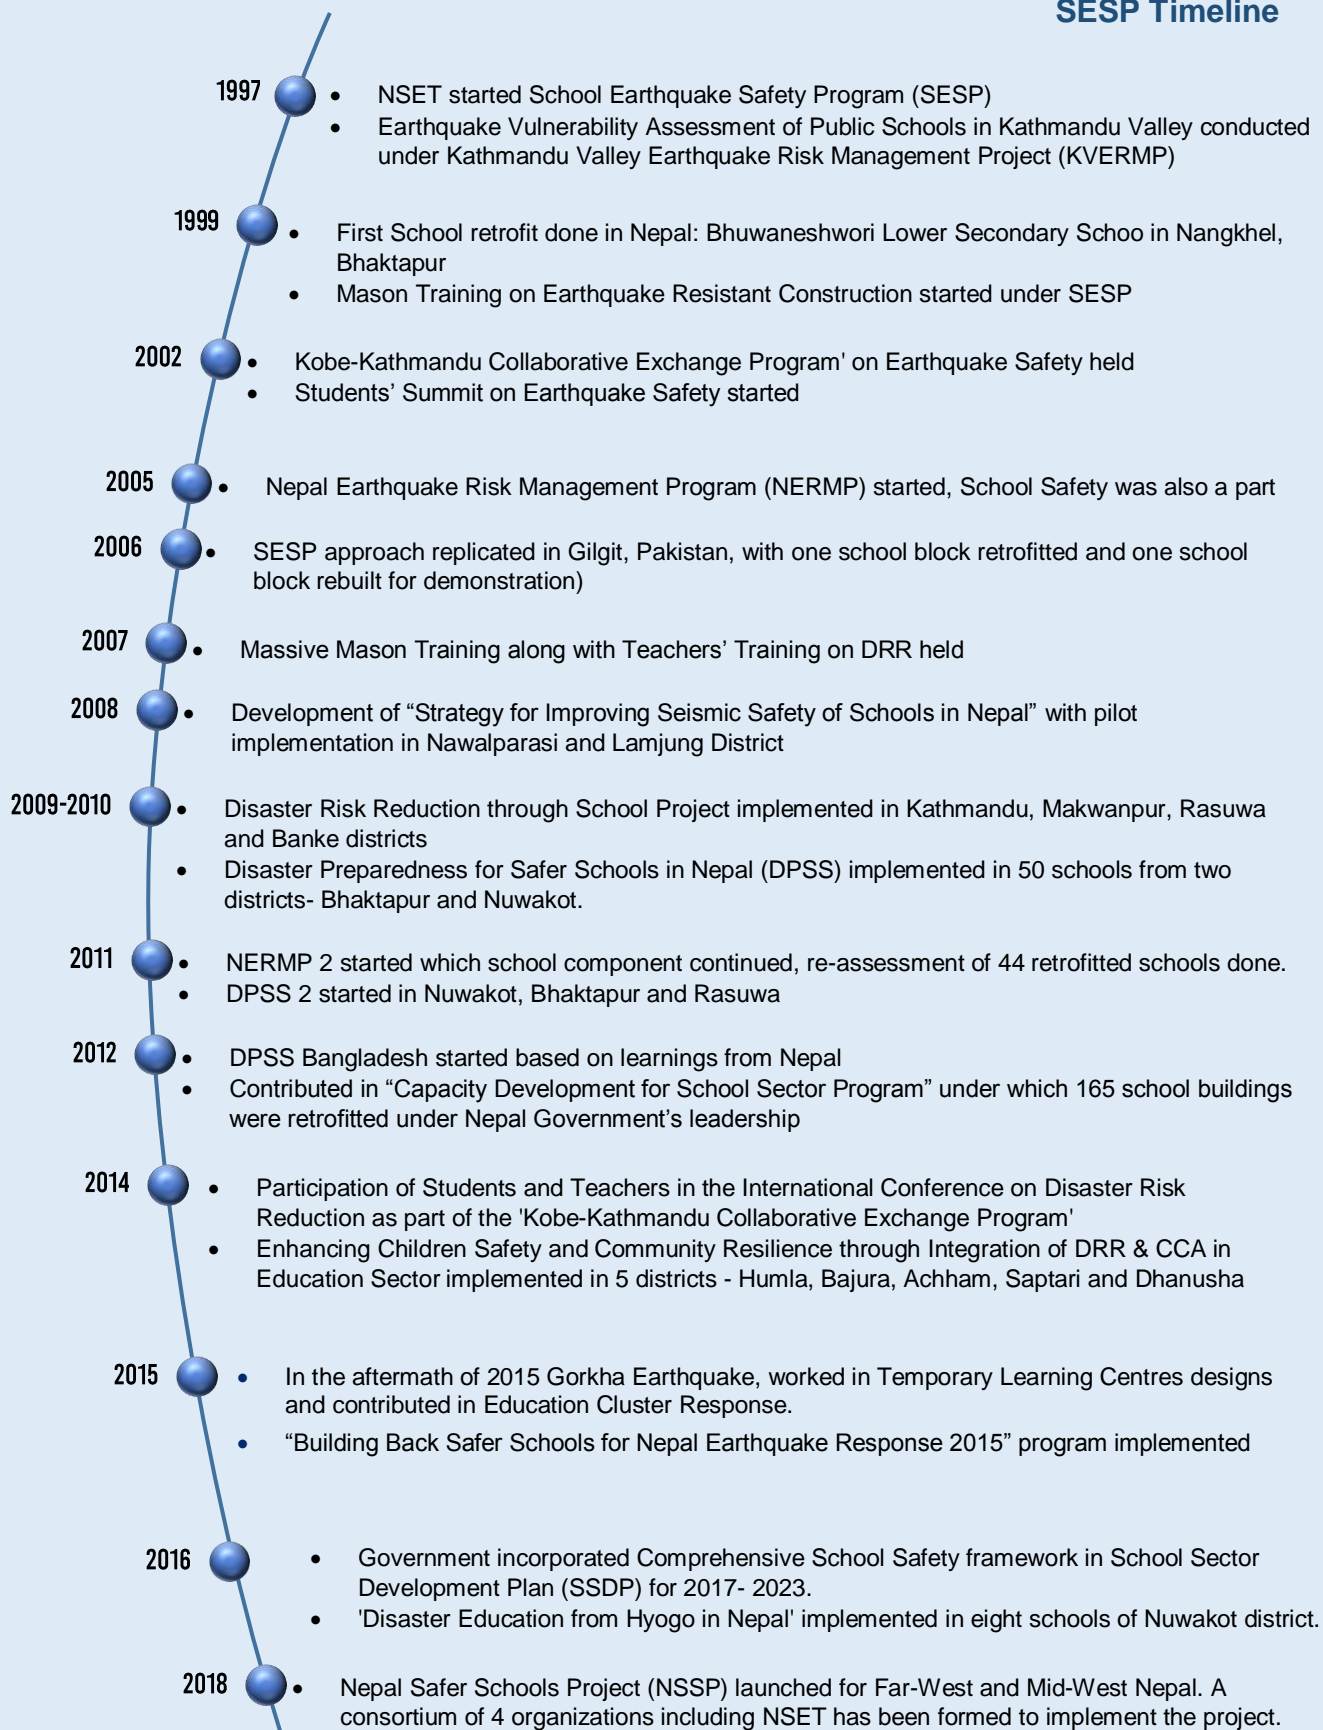 SESP Timeline
1997
• NSET started School Earthquake Safety Program (SESP)
• Earthquake Vulnerability Assessment of Public Schools in Kathmandu Valley conducted
under Kathmandu Valley Earthquake Risk Management Project (KVERMP)
1999
• First School retrofit done in Nepal: Bhuwaneshwori Lower Secondary Schoo in Nangkhel,
Bhaktapur
• Mason Training on Earthquake Resistant Construction started under SESP
2002
• Kobe-Kathmandu Collaborative Exchange Program' on Earthquake Safety held
• Students’ Summit on Earthquake Safety started
2005
• Nepal Earthquake Risk Management Program (NERMP) started, School Safety was also a part
2006
• SESP approach replicated in Gilgit, Pakistan, with one school block retrofitted and one school
block rebuilt for demonstration)
2007
• Massive Mason Training along with Teachers’ Training on DRR held
2008
• Development of “Strategy for Improving Seismic Safety of Schools in Nepal” with pilot
implementation in Nawalparasi and Lamjung District
2009-2010
• Disaster Risk Reduction through School Project implemented in Kathmandu, Makwanpur, Rasuwa
and Banke districts
• Disaster Preparedness for Safer Schools in Nepal (DPSS) implemented in 50 schools from two
districts- Bhaktapur and Nuwakot.
2011
• NERMP 2 started which school component continued, re-assessment of 44 retrofitted schools done.
• DPSS 2 started in Nuwakot, Bhaktapur and Rasuwa
2012
• DPSS Bangladesh started based on learnings from Nepal
• Contributed in “Capacity Development for School Sector Program” under which 165 school buildings
were retrofitted under Nepal Government’s leadership
2014
• Participation of Students and Teachers in the International Conference on Disaster Risk
Reduction as part of the 'Kobe-Kathmandu Collaborative Exchange Program'
• Enhancing Children Safety and Community Resilience through Integration of DRR & CCA in
Education Sector implemented in 5 districts - Humla, Bajura, Achham, Saptari and Dhanusha
2015
• In the aftermath of 2015 Gorkha Earthquake, worked in Temporary Learning Centres designs
and contributed in Education Cluster Response.
• “Building Back Safer Schools for Nepal Earthquake Response 2015” program implemented
2016
• Government incorporated Comprehensive School Safety framework in School Sector
Development Plan (SSDP) for 2017- 2023.
• 'Disaster Education from Hyogo in Nepal' implemented in eight schools of Nuwakot district.
2018
• Nepal Safer Schools Project (NSSP) launched for Far-West and Mid-West Nepal. A
consortium of 4 organizations including NSET has been formed to implement the project.